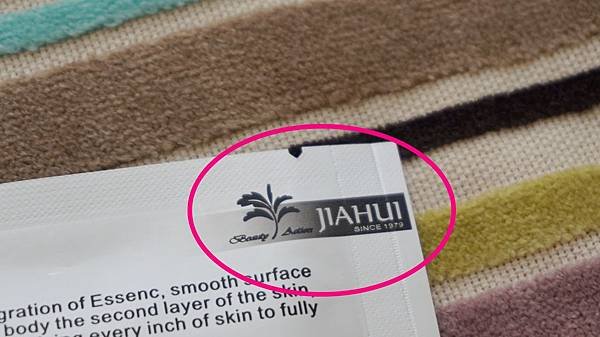 Beauty Action JIAHUI
SINCE 1979
gration of Essenc, smooth surface
body the second layer of the skin,
every inch of skin to fully